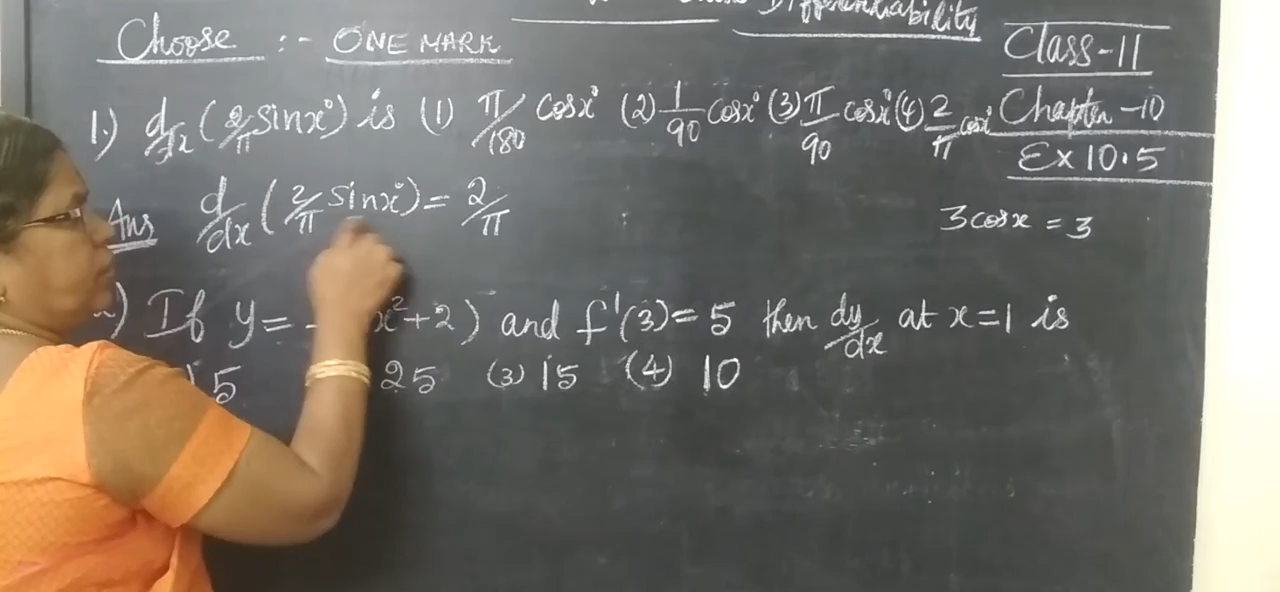 Differentiability
Choose :- ONE MARK
Class-11
1.) d/dx (2/π sinx°) is (1) π/180 cosx° (2) 1/90 cosx° (3) π/90 cosx° (4) 2/π cosx°
Chapter-10
Ex 10.5
Ans d/dx (2/π sinx°) = 2/π
3cosx = 3
) If y = x²+2) and f'(3) = 5 then dy/dx at x=1 is
5 25 (3) 15 (4) 10